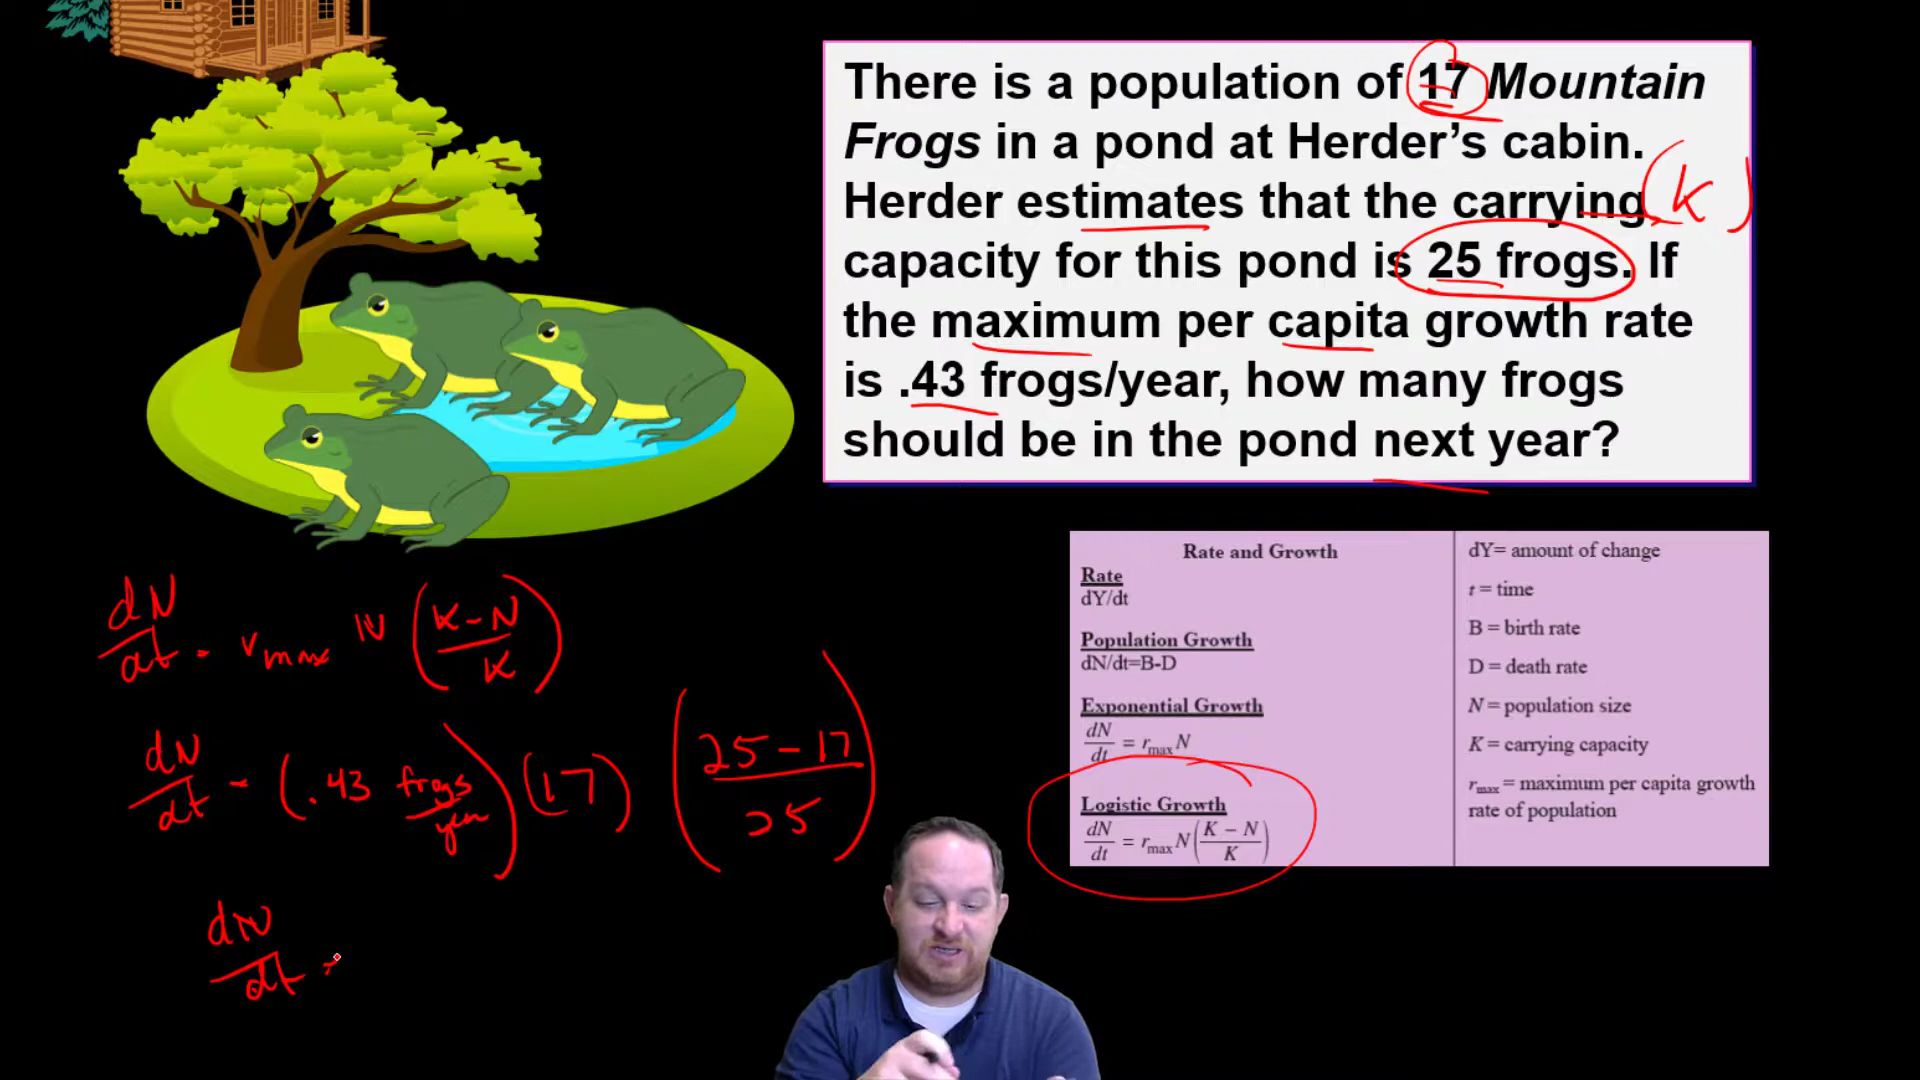 There is a population of 17 Mountain
Frogs in a pond at Herder’s cabin.
Herder estimates that the carrying (K)
capacity for this pond is 25 frogs. If
the maximum per capita growth rate
is .43 frogs/year, how many frogs
should be in the pond next year?
Rate and Growth
Rate
dY/dt
Population Growth
dN/dt=B-D
Exponential Growth
dN/dt = rmax N
Logistic Growth
dN/dt = rmax N((K − N)/K)
dY= amount of change
t = time
B = birth rate
D = death rate
N = population size
K = carrying capacity
rmax = maximum per capita growth
rate of population
dN/dt = rmax N ((K-N)/K)
dN/dt = (.43 frogs/year) (17) ((25-17)/25)
dN/dt =